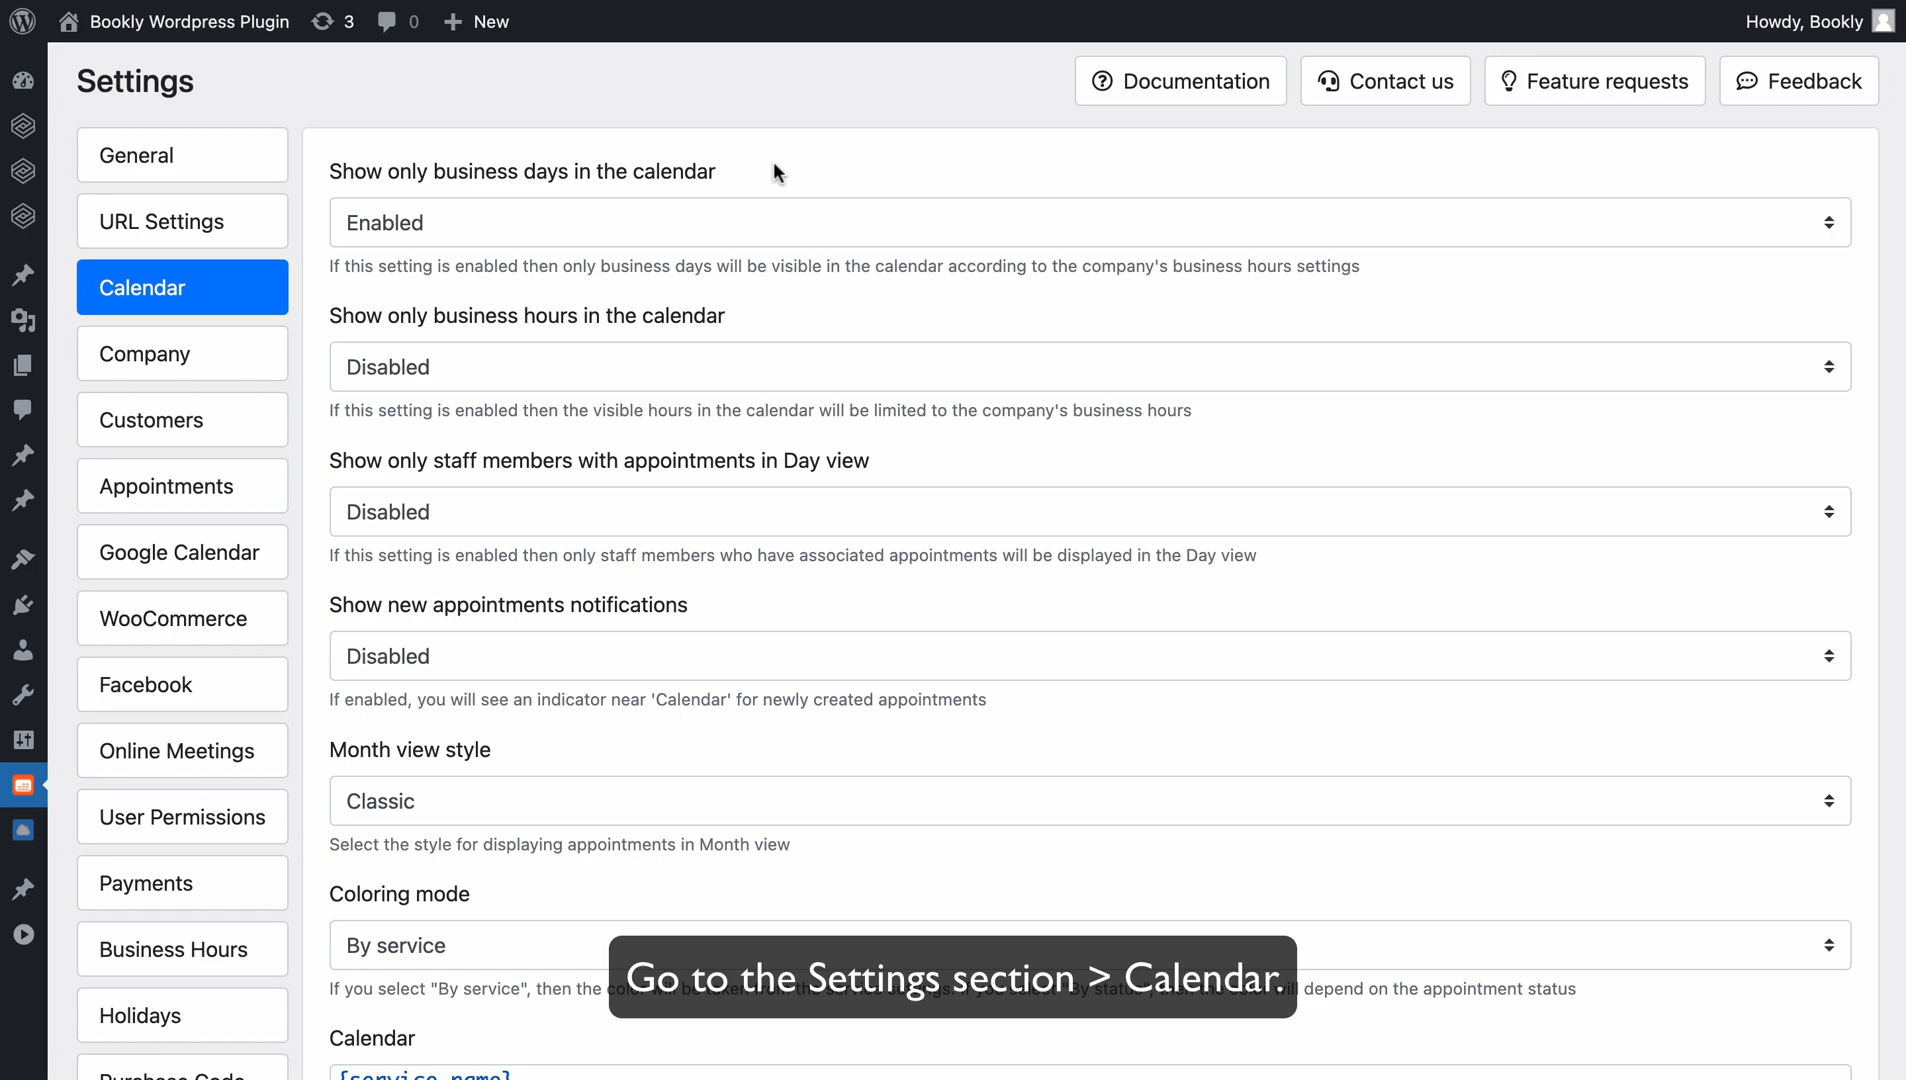 Bookly Wordpress Plugin 3 0 New Howdy, Bookly
Settings
Documentation Contact us Feature requests Feedback
General
URL Settings
Calendar
Company
Customers
Appointments
Google Calendar
WooCommerce
Facebook
Online Meetings
User Permissions
Payments
Business Hours
Holidays
Purchase Code
Show only business days in the calendar
Enabled
If this setting is enabled then only business days will be visible in the calendar according to the company's business hours settings
Show only business hours in the calendar
Disabled
If this setting is enabled then the visible hours in the calendar will be limited to the company's business hours
Show only staff members with appointments in Day view
Disabled
If this setting is enabled then only staff members who have associated appointments will be displayed in the Day view
Show new appointments notifications
Disabled
If enabled, you will see an indicator near 'Calendar' for newly created appointments
Month view style
Classic
Select the style for displaying appointments in Month view
Coloring mode
By service
If you select "By service", then the depend on the appointment status
Go to the Settings section > Calendar.
Calendar
{service_name}